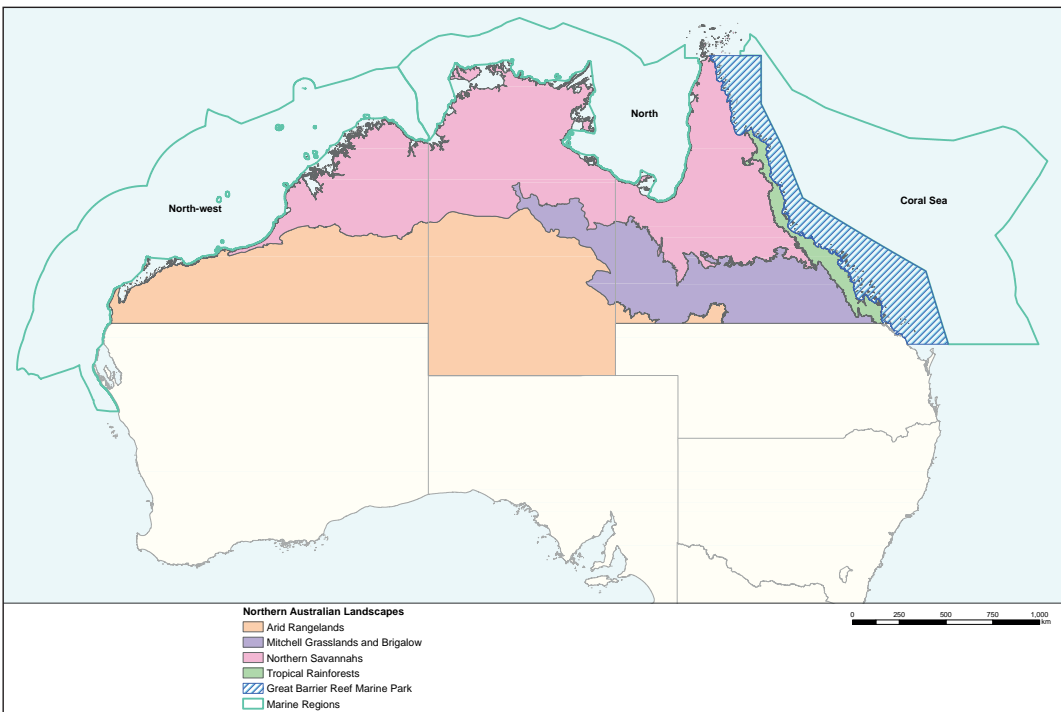 North
North-west
Coral Sea
Northern Australian Landscapes
Arid Rangelands
Mitchell Grasslands and Brigalow
Northern Savannahs
Tropical Rainforests
Great Barrier Reef Marine Park
Marine Regions
0 250 500 750 1,000
km